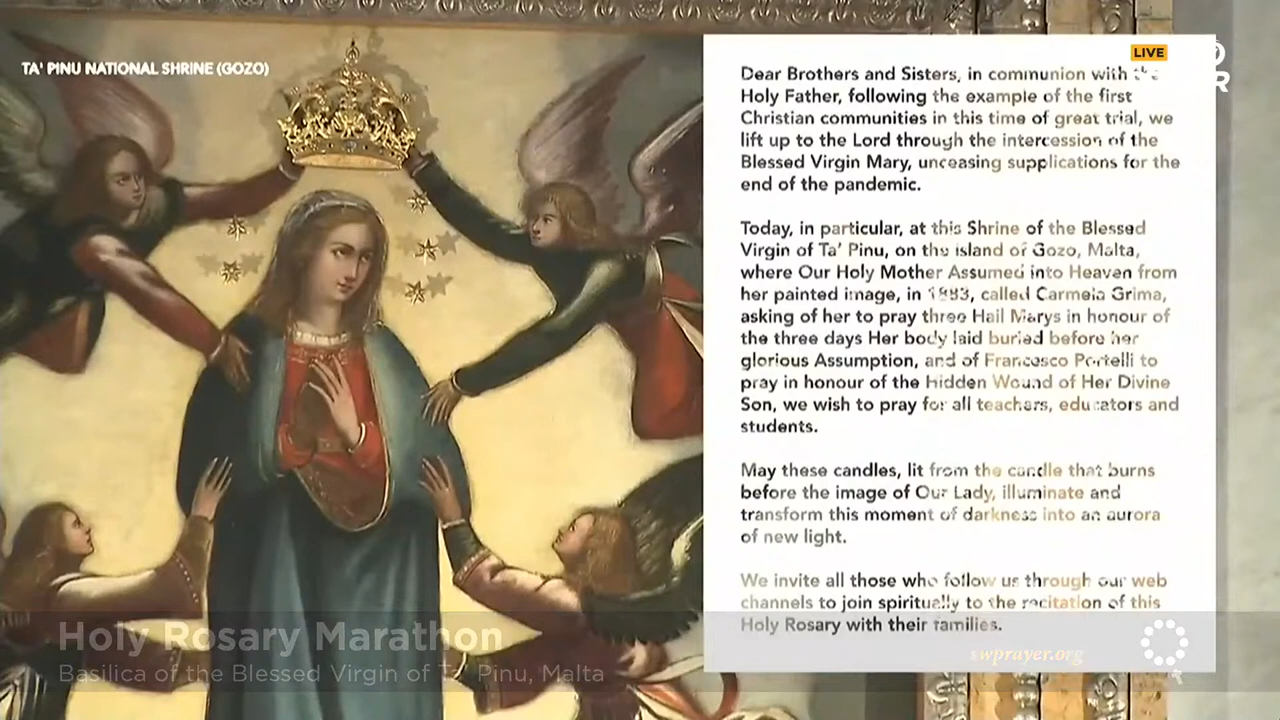 TA' PINU NATIONAL SHRINE (GOZO)
LIVE
R
Dear Brothers and Sisters, in communion with the
Holy Father, following the example of the first
Christian communities in this time of great trial, we
lift up to the Lord through the intercession of the
Blessed Virgin Mary, unceasing supplications for the
end of the pandemic.
Today, in particular, at this Shrine of the Blessed
Virgin of Ta' Pinu, on the island of Gozo, Malta,
where Our Holy Mother Assumed into Heaven from
her painted image, in 1883, called Carmela Grima,
asking of her to pray three Hail Marys in honour of
the three days Her body laid buried before her
glorious Assumption, and of Francesco Portelli to
pray in honour of the Hidden Wound of Her Divine
Son, we wish to pray for all teachers, educators and
students.
May these candles, lit from the candle that burns
before the image of Our Lady, illuminate and
transform this moment of darkness into an aurora
of new light.
We invite all those who follow us through our web
channels to join spiritually to the recitation of this
Holy Rosary with their families.
swprayer.org
Holy Rosary Marathon
Basilica of the Blessed Virgin of Ta' Pinu, Malta